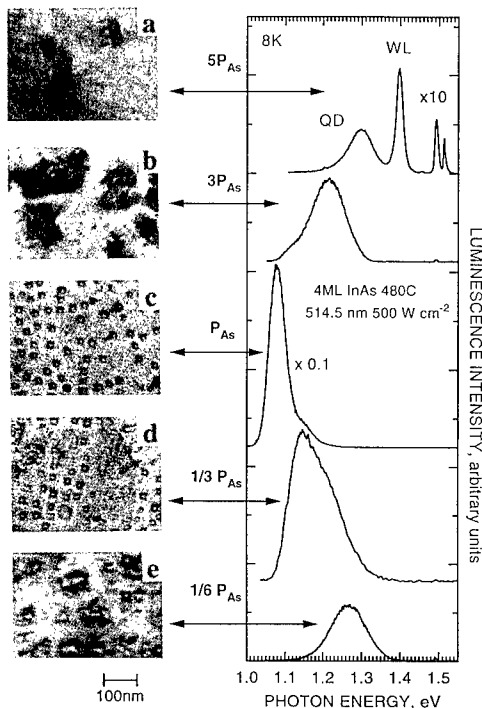 a
5P_As
8K
WL
QD
x10
b
3P_As
c
P_As
4ML InAs 480C
514.5 nm 500 W cm⁻²
x 0.1
d
1/3 P_As
e
1/6 P_As
100nm
1.0 1.1 1.2 1.3 1.4 1.5
PHOTON ENERGY, eV
LUMINESCENCE INTENSITY, arbitrary units